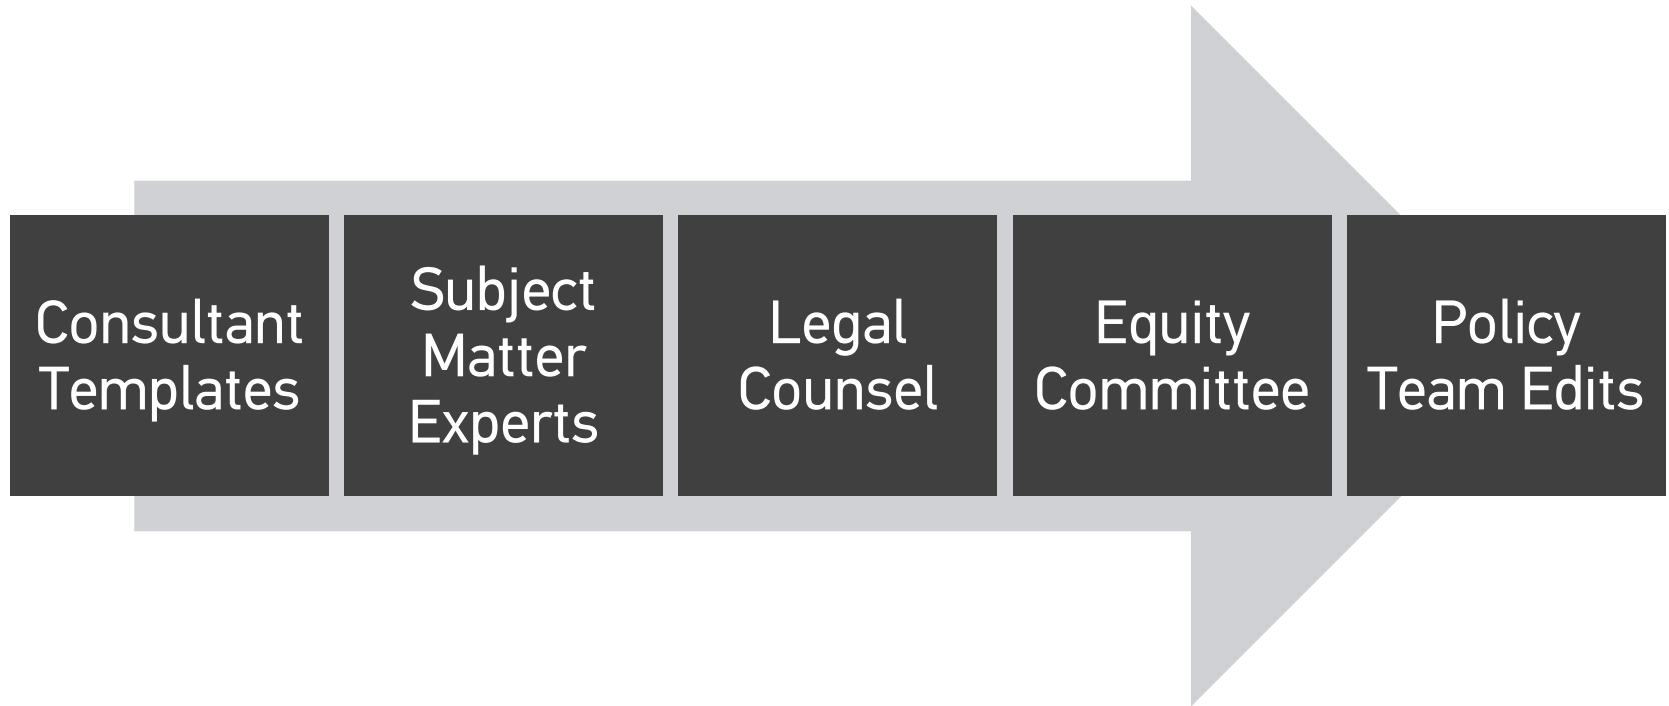 Consultant
Templates
Subject
Matter
Experts
Legal
Counsel
Equity
Committee
Policy
Team Edits